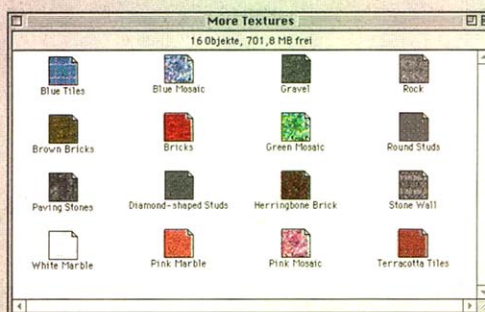 More Textures
16 Objekte, 701,8 MB frei
Blue Tiles
Blue Mosaic
Gravel
Rock
Brown Bricks
Bricks
Green Mosaic
Round Studs
Paving Stones
Diamond-shaped Studs
Herringbone Brick
Stone Wall
White Marble
Pink Marble
Pink Mosaic
Terracotta Tiles